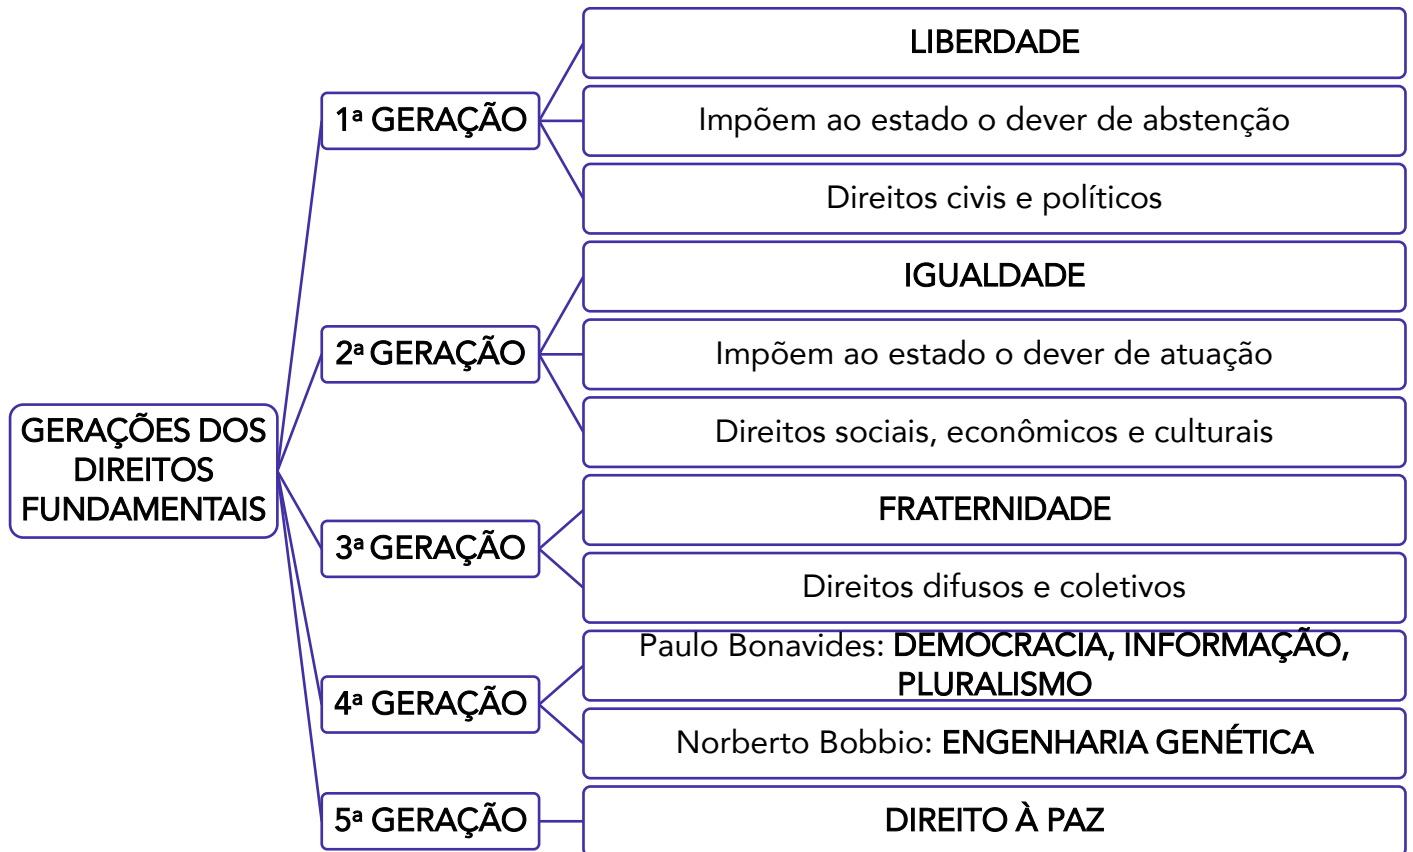 GERAÇÕES DOS
DIREITOS
FUNDAMENTAIS
1ª GERAÇÃO
LIBERDADE
Impõem ao estado o dever de abstenção
Direitos civis e políticos
2ª GERAÇÃO
IGUALDADE
Impõem ao estado o dever de atuação
Direitos sociais, econômicos e culturais
3ª GERAÇÃO
FRATERNIDADE
Direitos difusos e coletivos
4ª GERAÇÃO
Paulo Bonavides: DEMOCRACIA, INFORMAÇÃO,
PLURALISMO
Norberto Bobbio: ENGENHARIA GENÉTICA
5ª GERAÇÃO
DIREITO À PAZ